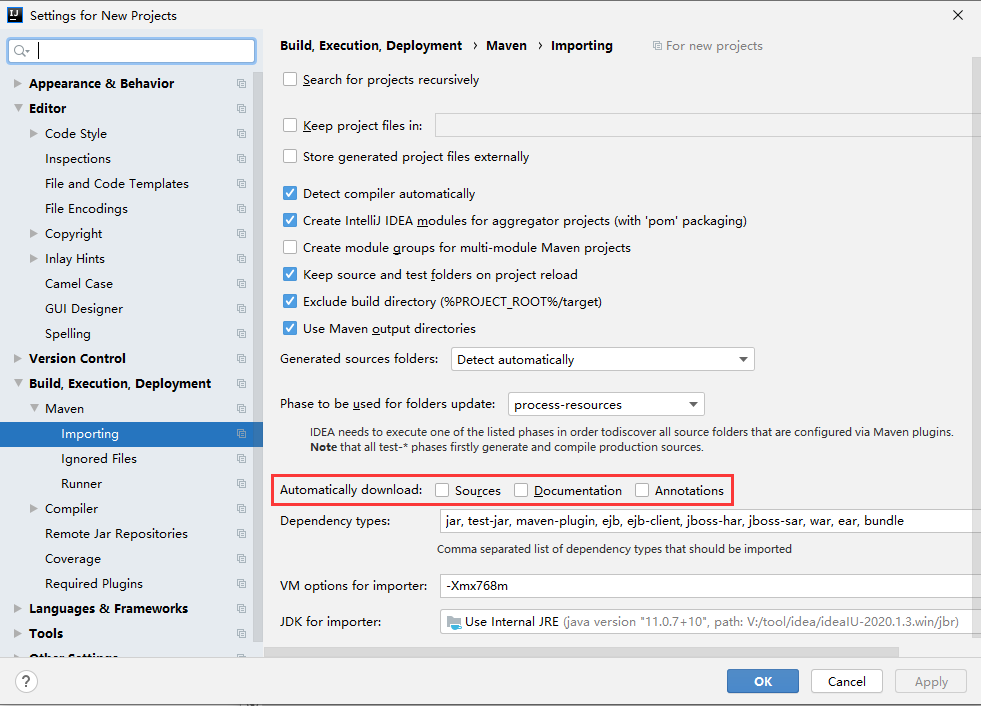 Settings for New Projects
Appearance & Behavior
Editor
Code Style
Inspections
File and Code Templates
File Encodings
Copyright
Inlay Hints
Camel Case
GUI Designer
Spelling
Version Control
Build, Execution, Deployment
Maven
Importing
Ignored Files
Runner
Compiler
Remote Jar Repositories
Coverage
Required Plugins
Languages & Frameworks
Tools
Other Settings
Build, Execution, Deployment › Maven › Importing For new projects
Search for projects recursively
Keep project files in:
Store generated project files externally
Detect compiler automatically
Create IntelliJ IDEA modules for aggregator projects (with 'pom' packaging)
Create module groups for multi-module Maven projects
Keep source and test folders on project reload
Exclude build directory (%PROJECT_ROOT%/target)
Use Maven output directories
Generated sources folders: Detect automatically
Phase to be used for folders update: process-resources
IDEA needs to execute one of the listed phases in order todiscover all source folders that are configured via Maven plugins.
Note that all test-* phases firstly generate and compile production sources.
Automatically download: Sources Documentation Annotations
Dependency types: jar, test-jar, maven-plugin, ejb, ejb-client, jboss-har, jboss-sar, war, ear, bundle
Comma separated list of dependency types that should be imported
VM options for importer: -Xmx768m
JDK for importer: Use Internal JRE (java version "11.0.7+10", path: V:/tool/idea/ideaIU-2020.1.3.win/jbr)
?
OK Cancel Apply